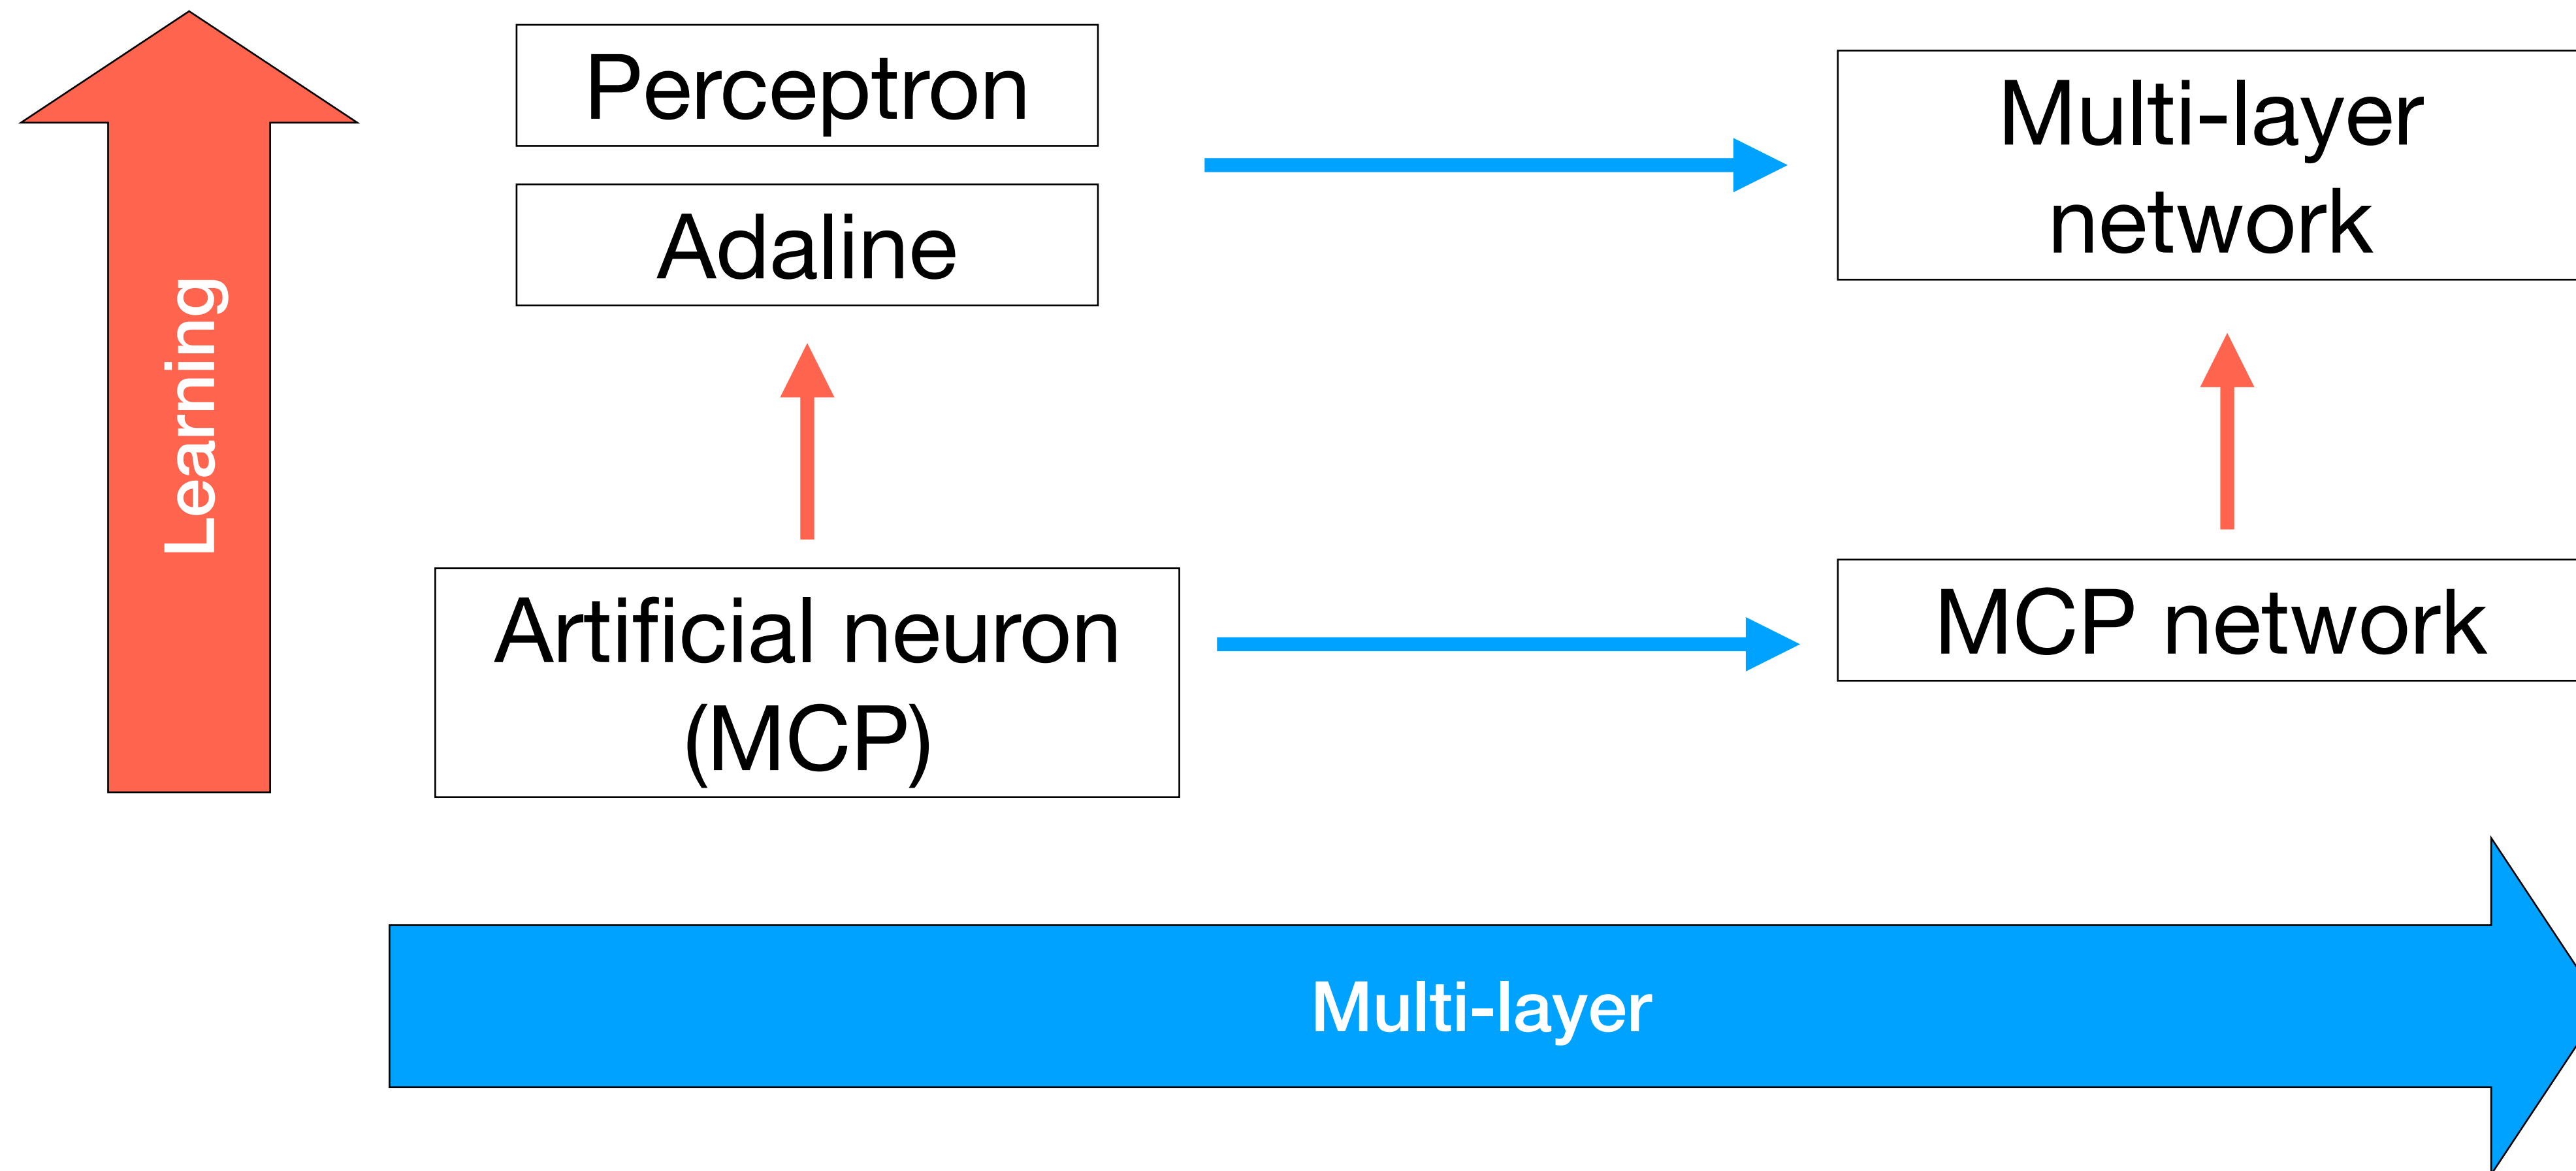 Learning
Perceptron
Adaline
Multi-layer
network
Artificial neuron
(MCP)
MCP network
Multi-layer